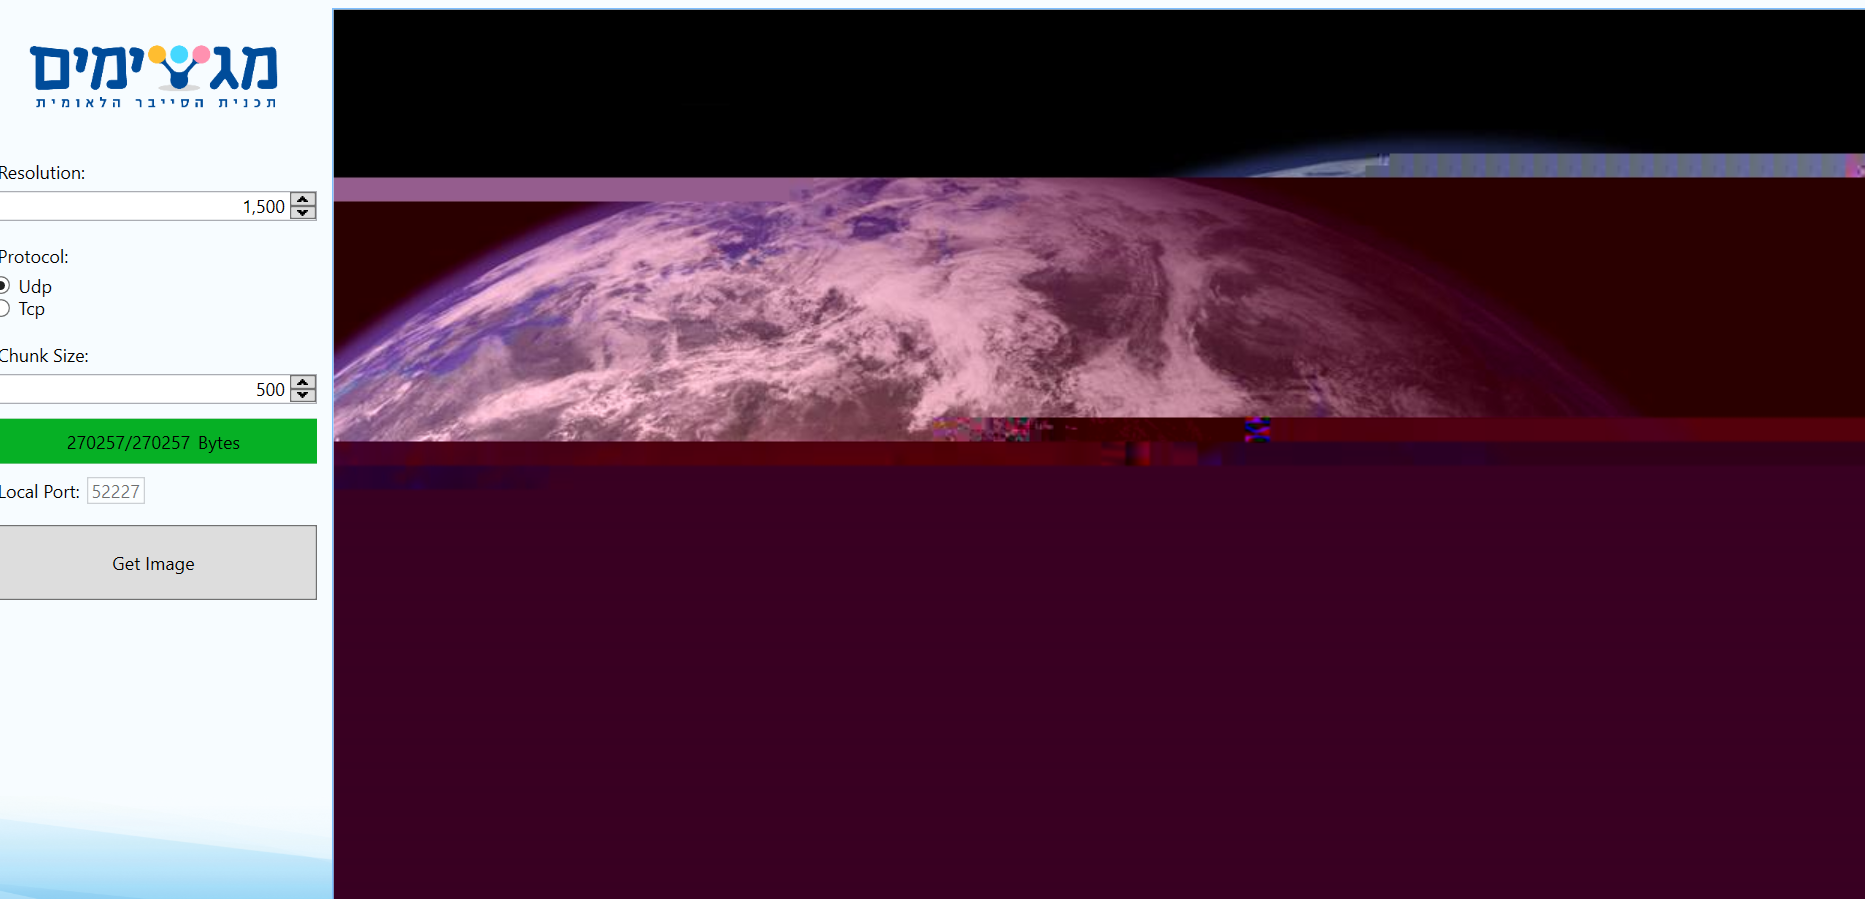 מגשימים
תכנית הסייבר הלאומית
Resolution:
1,500
Protocol:
Udp
Tcp
Chunk Size:
500
270257/270257 Bytes
Local Port: 52227
Get Image